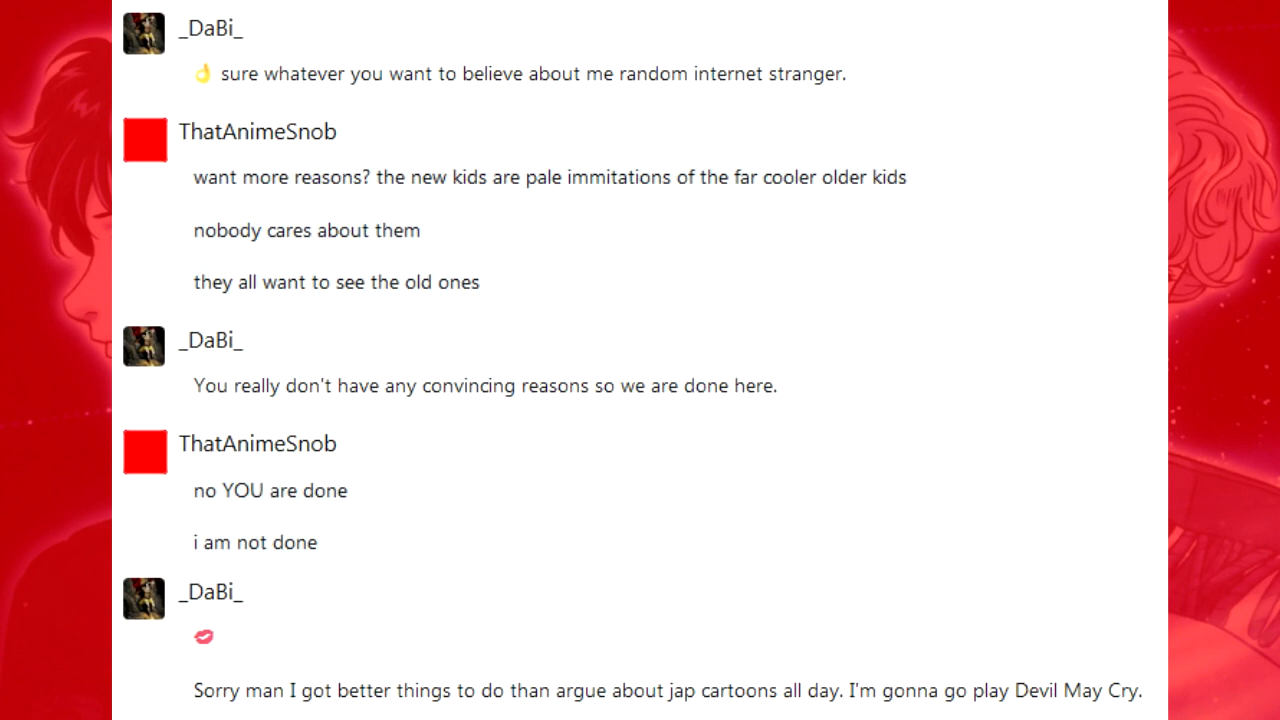 _DaBi_
👌 sure whatever you want to believe about me random internet stranger.
ThatAnimeSnob
want more reasons? the new kids are pale immitations of the far cooler older kids
nobody cares about them
they all want to see the old ones
_DaBi_
You really don't have any convincing reasons so we are done here.
ThatAnimeSnob
no YOU are done
i am not done
_DaBi_
💋
Sorry man I got better things to do than argue about jap cartoons all day. I'm gonna go play Devil May Cry.